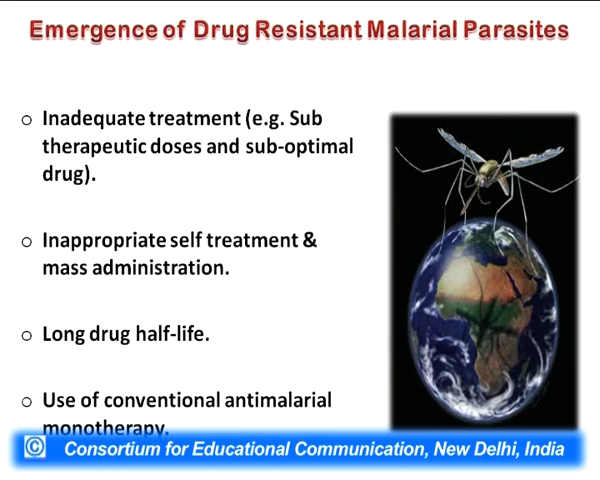 Emergence of Drug Resistant Malarial Parasites
o Inadequate treatment (e.g. Sub
therapeutic doses and sub-optimal
drug).
o Inappropriate self treatment &
mass administration.
o Long drug half-life.
o Use of conventional antimalarial
monotherapy.
© Consortium for Educational Communication, New Delhi, India